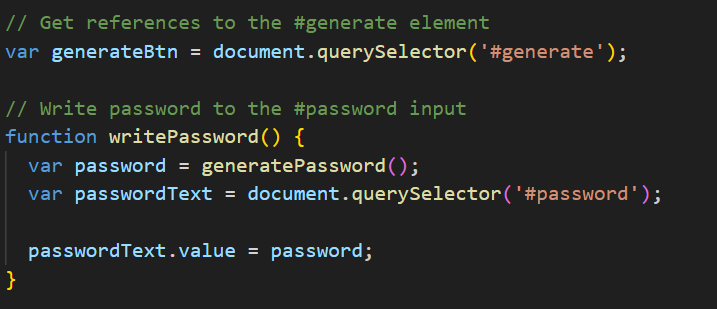 // Get references to the #generate element
var generateBtn = document.querySelector('#generate');
// Write password to the #password input
function writePassword() {
  var password = generatePassword();
  var passwordText = document.querySelector('#password');
  passwordText.value = password;
}